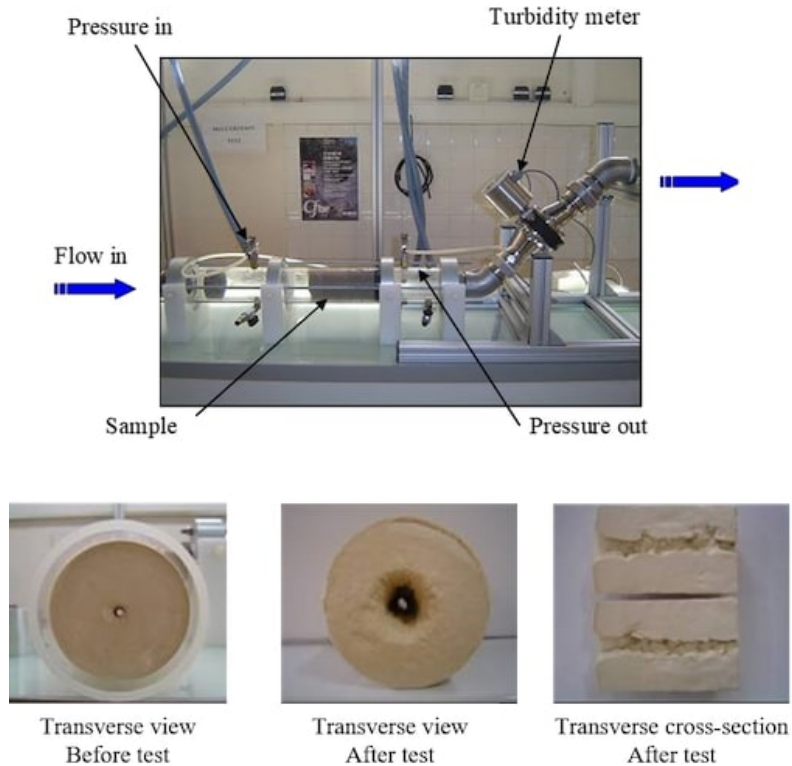 Pressure in
Turbidity meter
Flow in
Sample
Pressure out
Transverse view
Before test
Transverse view
After test
Transverse cross-section
After test